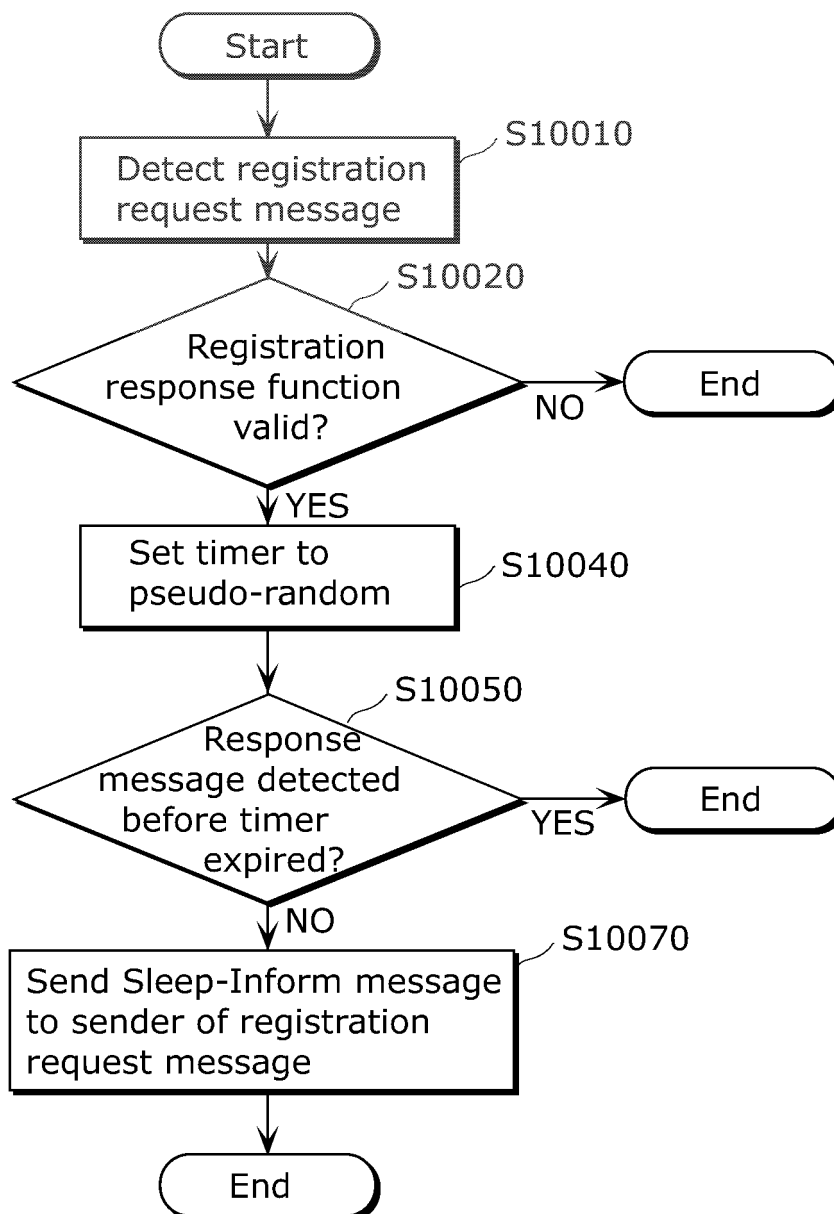 Start
S10010
Detect registration
request message
S10020
Registration
response function
valid?
NO
End
YES
Set timer to
pseudo-random
S10040
S10050
Response
message detected
before timer
expired?
YES
End
NO
S10070
Send Sleep-Inform message
to sender of registration
request message
End